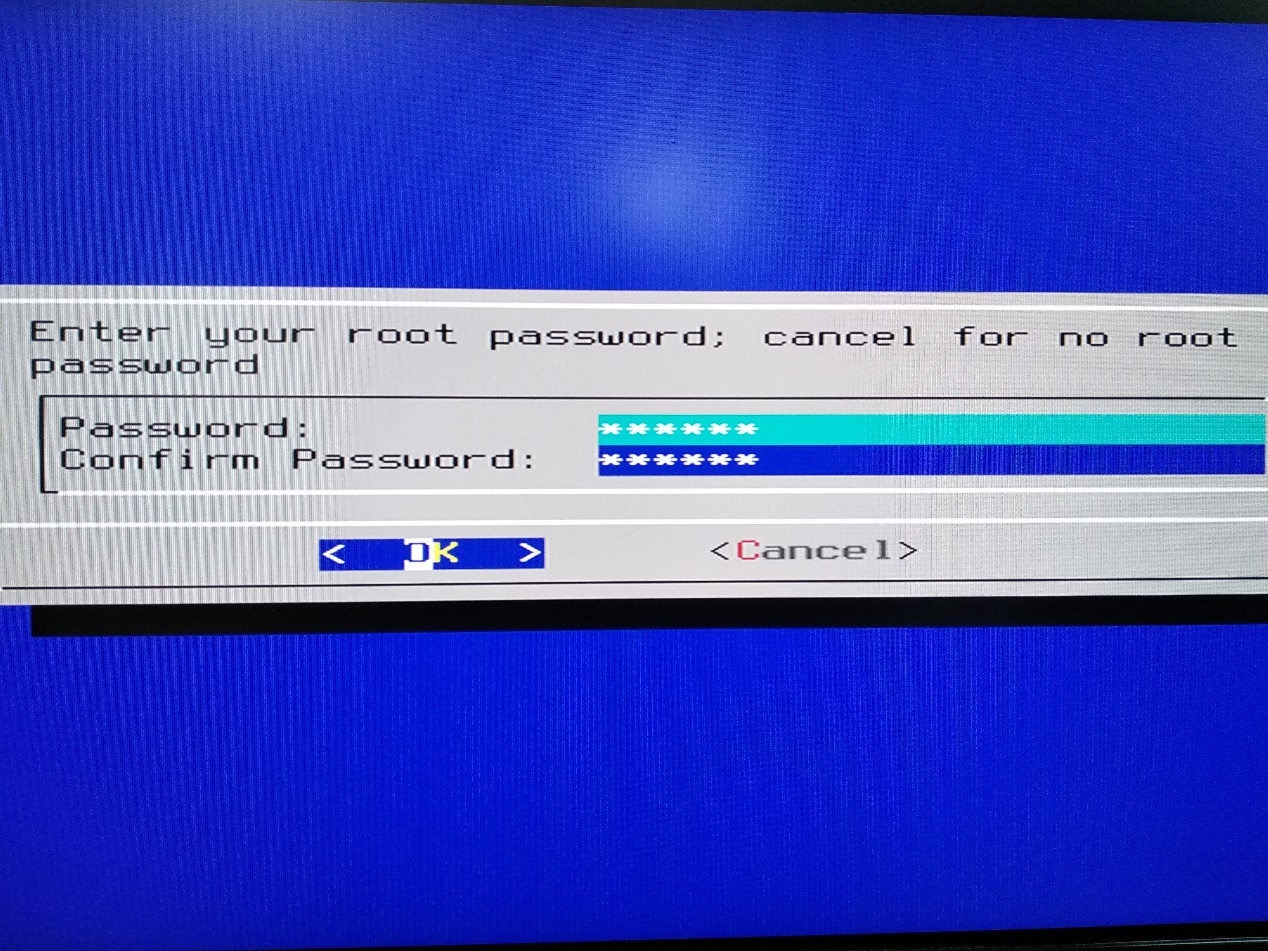 Enter your root password; cancel for no root
password
Password: ******
Confirm Password: ******
< OK > <Cancel>